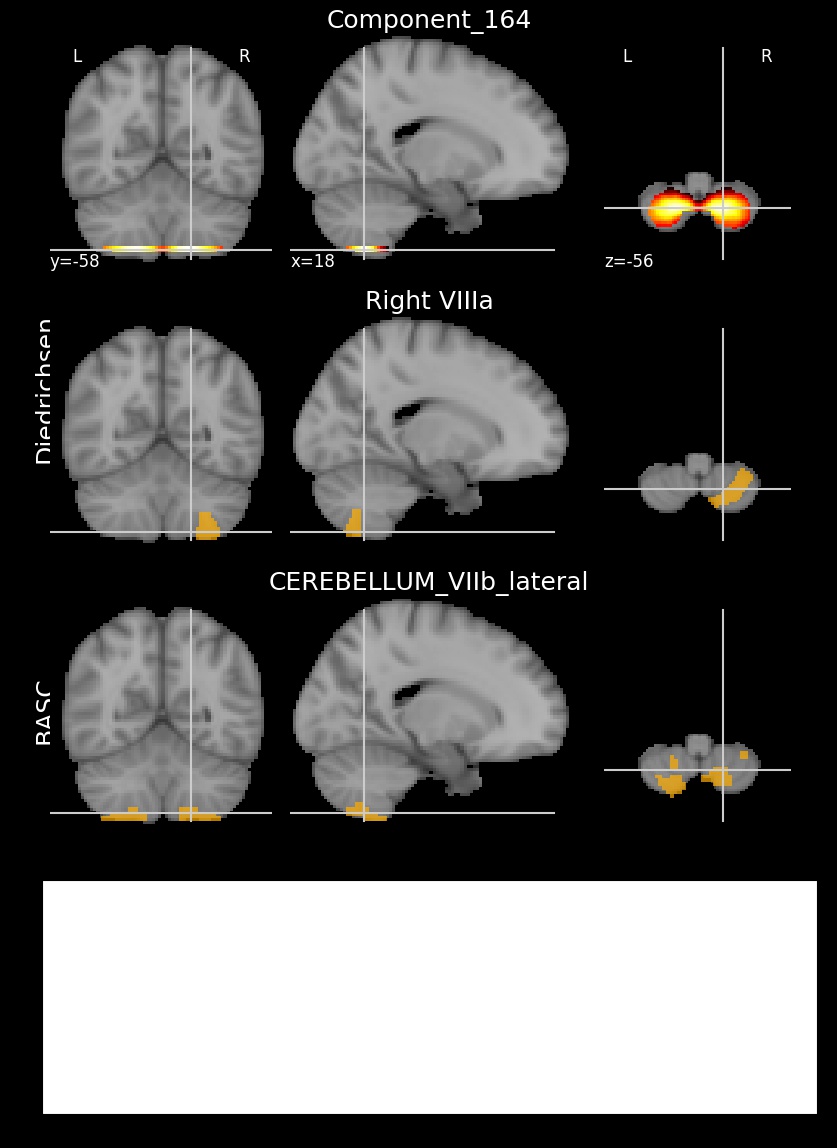 Component_164
L R L R
y=-58 x=18 z=-56
Right VIIIa
Diedrichsen
CEREBELLUM_VIIb_lateral
BASC